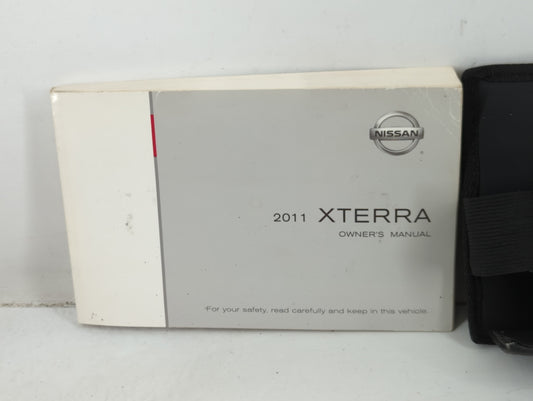 NISSAN
2011 XTERRA
OWNER'S MANUAL
For your safety, read carefully and keep in this vehicle.